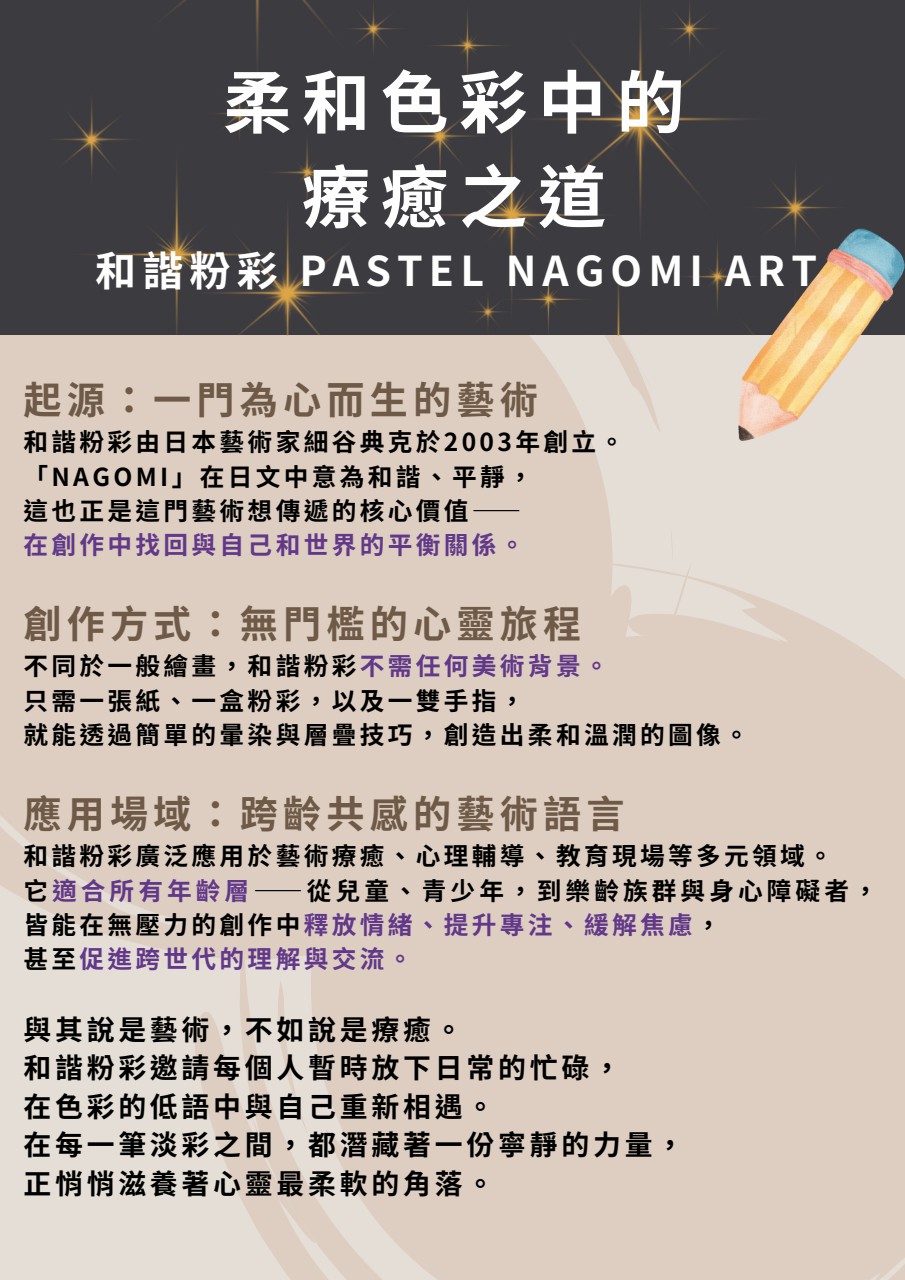 柔和色彩中的
療癒之道
和諧粉彩 PASTEL NAGOMI ART
起源：一門為心而生的藝術
和諧粉彩由日本藝術家細谷典克於2003年創立。
「NAGOMI」在日文中意為和諧、平靜，
這也正是這門藝術想傳遞的核心價值——
在創作中找回與自己和世界的平衡關係。
創作方式：無門檻的心靈旅程
不同於一般繪畫，和諧粉彩不需任何美術背景。
只需一張紙、一盒粉彩，以及一雙手指，
就能透過簡單的暈染與層疊技巧，創造出柔和溫潤的圖像。
應用場域：跨齡共感的藝術語言
和諧粉彩廣泛應用於藝術療癒、心理輔導、教育現場等多元領域。
它適合所有年齡層——從兒童、青少年，到樂齡族群與身心障礙者，
皆能在無壓力的創作中釋放情緒、提升專注、緩解焦慮，
甚至促進跨世代的理解與交流。
與其說是藝術，不如說是療癒。
和諧粉彩邀請每個人暫時放下日常的忙碌，
在色彩的低語中與自己重新相遇。
在每一筆淡彩之間，都潛藏著一份寧靜的力量，
正悄悄滋養著心靈最柔軟的角落。